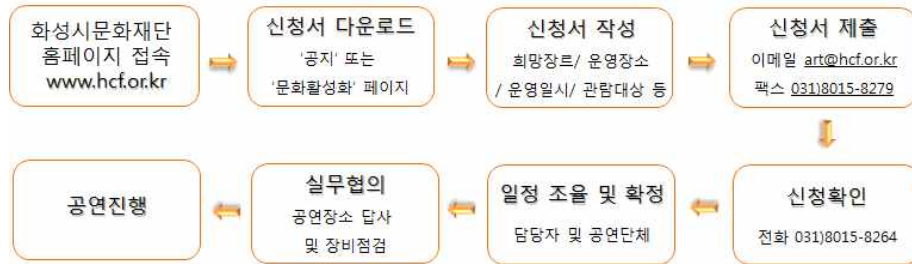 화성시문화재단
홈페이지 접속
www.hcf.or.kr
신청서 다운로드
'공지' 또는
'문화활성화' 페이지
신청서 작성
희망장르/ 운영장소
/ 운영일시/ 관람대상 등
신청서 제출
이메일 art@hcf.or.kr
팩스 031)8015-8279
신청확인
전화 031)8015-8264
일정 조율 및 확정
담당자 및 공연단체
실무협의
공연장소 답사
및 장비점검
공연진행